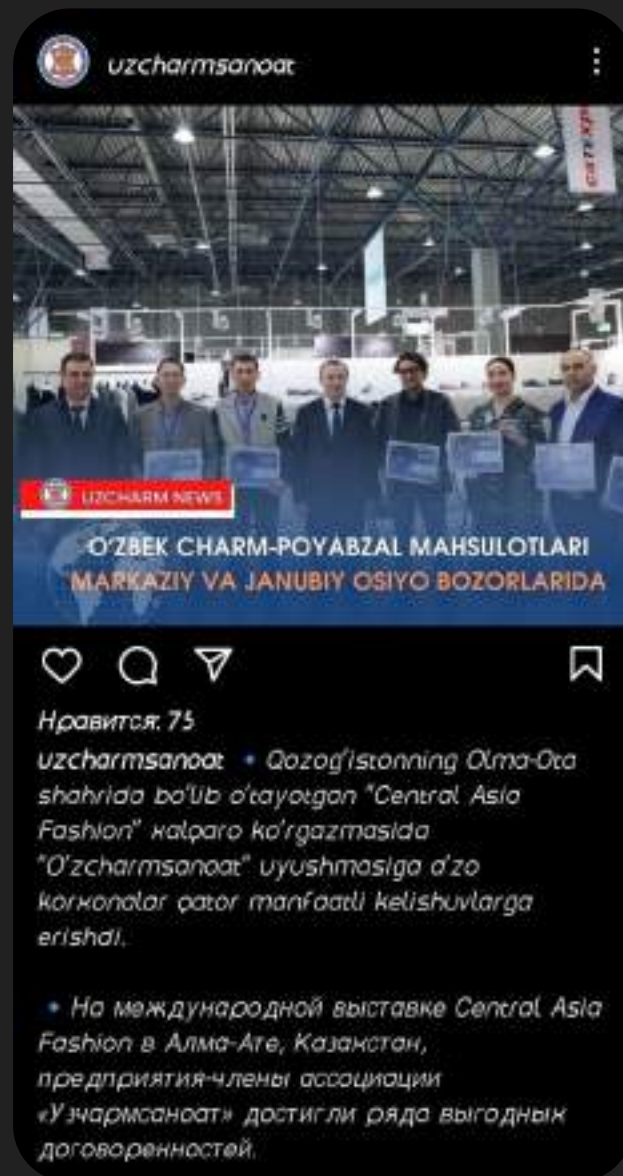 uzcharmsanoat
UZCHARM NEWS
O'ZBEK CHARM-POYABZAL MAHSULOTLARI
MARKAZIY VA JANUBIY OSIYO BOZORLARIDA
Нравится: 75
uzcharmsanoat • Qozog'istonning Olma-Ota
shahrida bo'lib o'tayotgan "Central Asia
Fashion" xalqaro ko'rgazmasida
"O'zcharmsanoat" uyushmasiga a'zo
korxonalar qator manfaatli kelishuvlarga
erishdi.
• На международной выставке Central Asia
Fashion в Алма-Ате, Казахстан,
предприятия-члены ассоциации
«Узчармсаноат» достигли ряда выгодных
договоренностей.